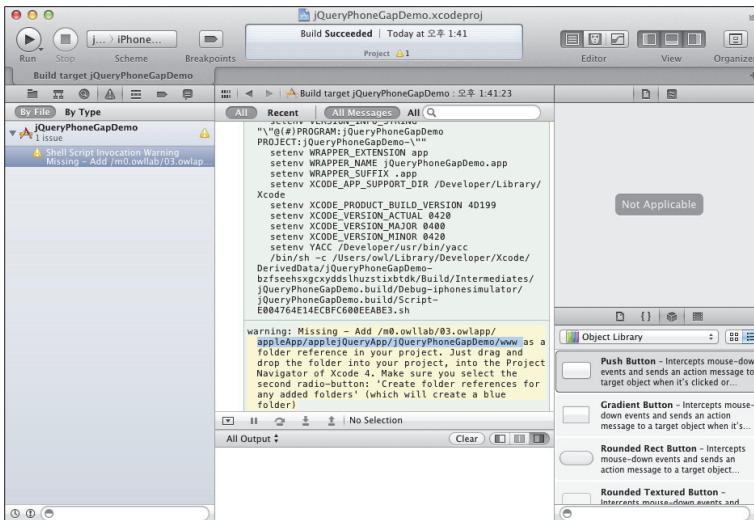 jQueryPhoneGapDemo.xcodeproj
j... › iPhone...
Build Succeeded | Today at 오후 1:41
Project 1
Run
Stop
Scheme
Breakpoints
Editor
View
Organizer
Build target jQueryPhoneGapDemo
Build target jQueryPhoneGapDemo : 오후 1:41:23
By File
By Type
All
Recent
All Messages
All
jQueryPhoneGapDemo
1 issue
Shell Script Invocation Warning
Missing – Add /m0.owllab/03.owlap...
setenv VERSION_INFO_STRING
"\"@(#)PROGRAM:jQueryPhoneGapDemo
PROJECT:jQueryPhoneGapDemo-\""
setenv WRAPPER_EXTENSION app
setenv WRAPPER_NAME jQueryPhoneGapDemo.app
setenv WRAPPER_SUFFIX .app
setenv XCODE_APP_SUPPORT_DIR /Developer/Library/
Xcode
setenv XCODE_PRODUCT_BUILD_VERSION 4D199
setenv XCODE_VERSION_ACTUAL 0420
setenv XCODE_VERSION_MAJOR 0400
setenv XCODE_VERSION_MINOR 0420
setenv YACC /Developer/usr/bin/yacc
/bin/sh -c /Users/owl/Library/Developer/Xcode/
DerivedData/jQueryPhoneGapDemo-
bzfseehsxgcxyddslhuzstixbtdk/Build/Intermediates/
jQueryPhoneGapDemo.build/Debug-iphonesimulator/
jQueryPhoneGapDemo.build/Script-
E004764E14ECBFC600EEABE3.sh
warning: Missing – Add /m0.owllab/03.owlapp/
appleApp/applejQueryApp/jQueryPhoneGapDemo/www as a
folder reference in your project. Just drag and
drop the folder into your project, into the Project
Navigator of Xcode 4. Make sure you select the
second radio-button: 'Create folder references for
any added folders' (which will create a blue
folder)
No Selection
All Output
Clear
Not Applicable
Object Library
Push Button – Intercepts mouse-dow
events and sends an action message to
target object when it's clicked or...
Gradient Button – Intercepts mouse-
down events and sends an action
message to a target object when it's...
Rounded Rect Button – Intercepts
mouse-down events and sends an
action message to a target object...
Rounded Textured Button –
Intercepts mouse-down events and